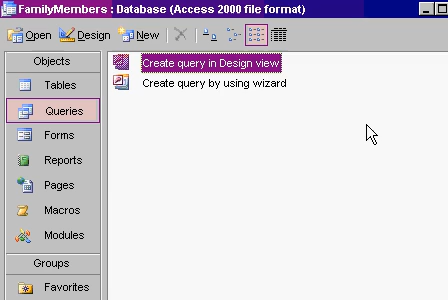 FamilyMembers : Database (Access 2000 file format)
Open Design New
Objects
Tables
Queries
Forms
Reports
Pages
Macros
Modules
Groups
Favorites
Create query in Design view
Create query by using wizard